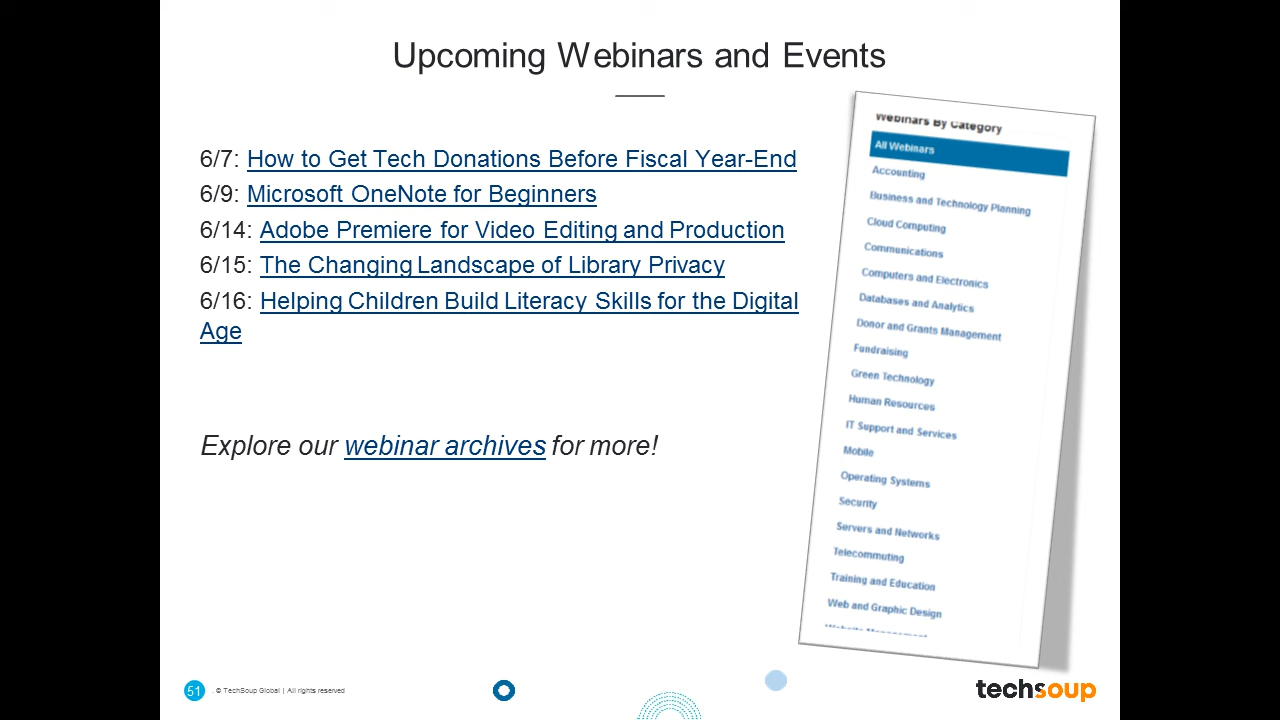 Upcoming Webinars and Events
6/7: How to Get Tech Donations Before Fiscal Year-End
6/9: Microsoft OneNote for Beginners
6/14: Adobe Premiere for Video Editing and Production
6/15: The Changing Landscape of Library Privacy
6/16: Helping Children Build Literacy Skills for the Digital
Age
Explore our webinar archives for more!
Webinars By Category
All Webinars
Accounting
Business and Technology Planning
Cloud Computing
Communications
Computers and Electronics
Databases and Analytics
Donor and Grants Management
Fundraising
Green Technology
Human Resources
IT Support and Services
Mobile
Operating Systems
Security
Servers and Networks
Telecommuting
Training and Education
Web and Graphic Design
Website Management
51 . © TechSoup Global | All rights reserved
techsoup